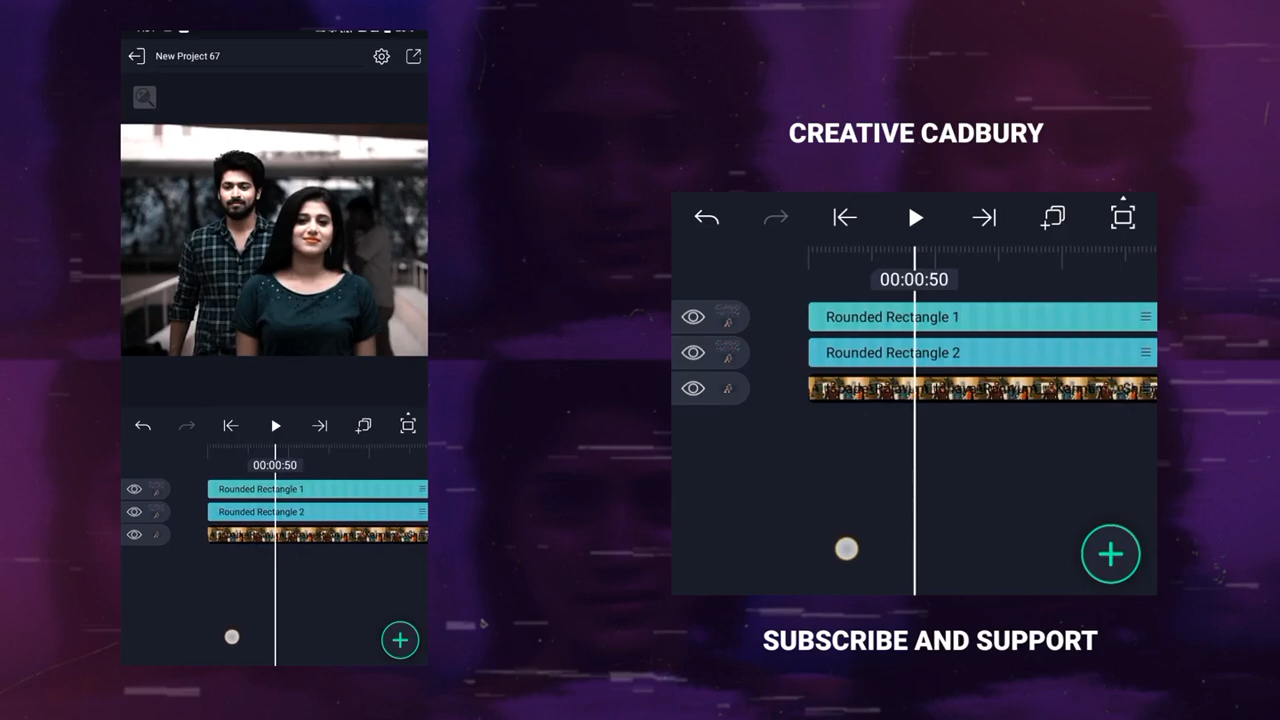 New Project 67
00:00:50
Rounded Rectangle 1
Rounded Rectangle 2
CREATIVE CADBURY
00:00:50
Rounded Rectangle 1
Rounded Rectangle 2
SUBSCRIBE AND SUPPORT